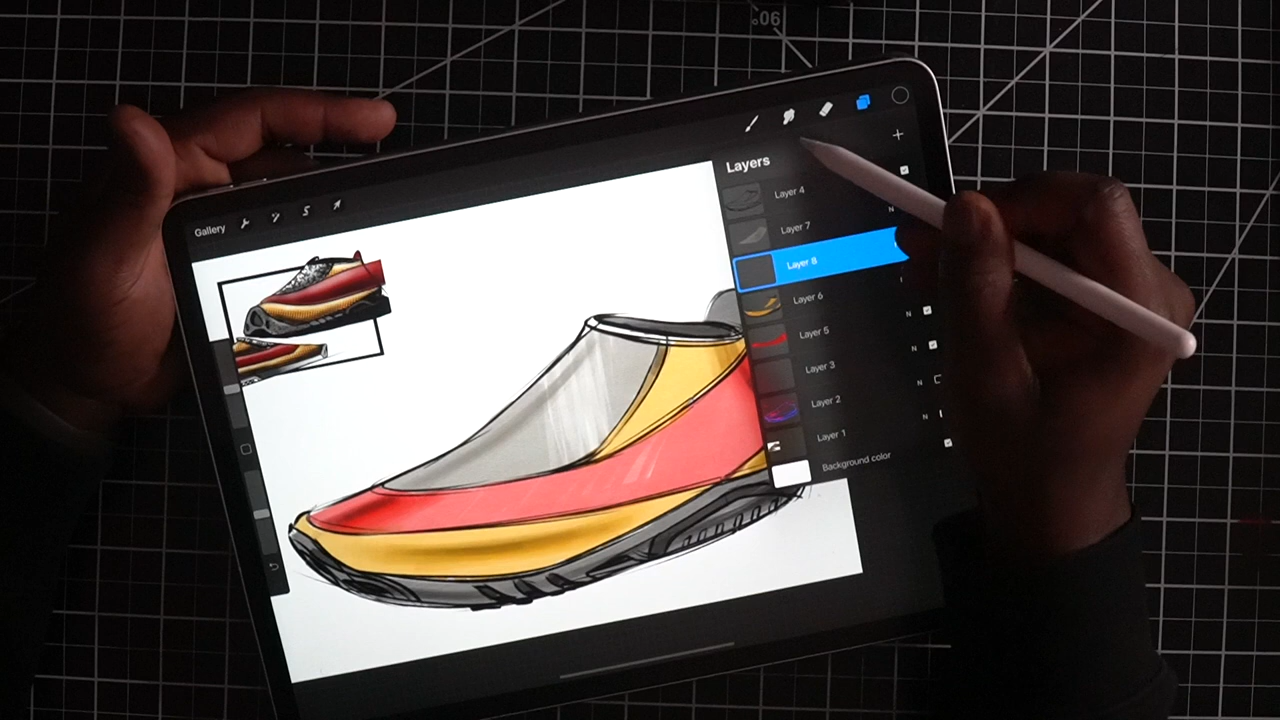 90°
Gallery
S
Layers
Layer 4
Layer 7
N
Layer 8
Layer 6
N
Layer 5
N
Layer 3
N
Layer 2
N
Layer 1
Background color